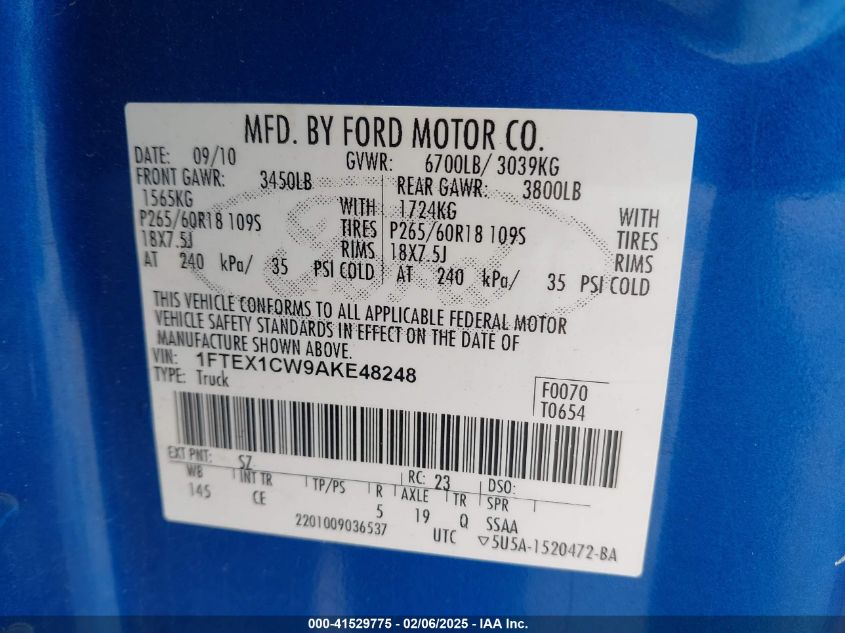 MFD. BY FORD MOTOR CO.
DATE: 09/10 GVWR: 6700LB/ 3039KG
FRONT GAWR: 3450LB REAR GAWR: 3800LB
1565KG WITH 1724KG WITH
P265/60R18 109S TIRES P265/60R18 109S TIRES
18X7.5J RIMS 18X7.5J RIMS
AT 240 kPa/ 35 PSI COLD AT 240 kPa/ 35 PSI COLD
THIS VEHICLE CONFORMS TO ALL APPLICABLE FEDERAL MOTOR
VEHICLE SAFETY STANDARDS IN EFFECT ON THE DATE OF
MANUFACTURE SHOWN ABOVE.
VIN: 1FTEX1CW9AKE48248
TYPE: Truck
F0070
T0654
EXT PNT: SZ RC: 23 DSO:
WB INT TR TP/PS R AXLE TR SPR
145 CE 5 19 Q SSAA
2201009036537 UTC ▽5U5A-1520472-BA
000-41529775 - 02/06/2025 - IAA Inc.